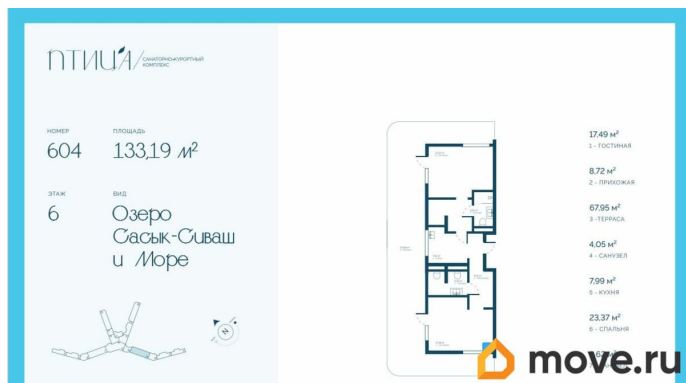 ПТИЦА/
САНАТОРНО-КУРОРТНЫЙ
КОМПЛЕКС
НОМЕР
ПЛОЩАДЬ
604
133,19 м²
ЭТАЖ
ВИД
6
Озеро
Сасык-Сиваш
и Море
17.49 м²
1 - ГОСТИНАЯ
8.72 м²
2 - ПРИХОЖАЯ
67.95 м²
3 -ТЕРРАСА
4.05 м²
4 - САНУЗЕЛ
7.99 м²
5 - КУХНЯ
23.37 м²
6 - СПАЛЬНЯ
move.ru